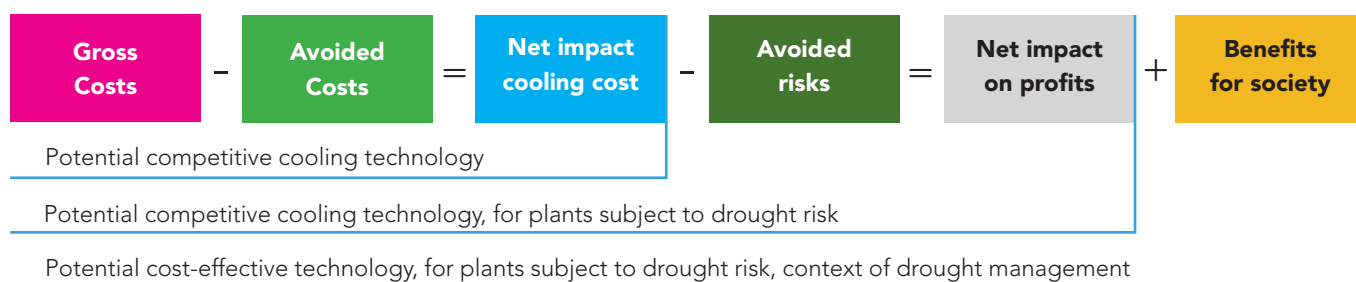 Gross
Costs
-
Avoided
Costs
=
Net impact
cooling cost
-
Avoided
risks
=
Net impact
on profits
+
Benefits
for society
Potential competitive cooling technology
Potential competitive cooling technology, for plants subject to drought risk
Potential cost-effective technology, for plants subject to drought risk, context of drought management